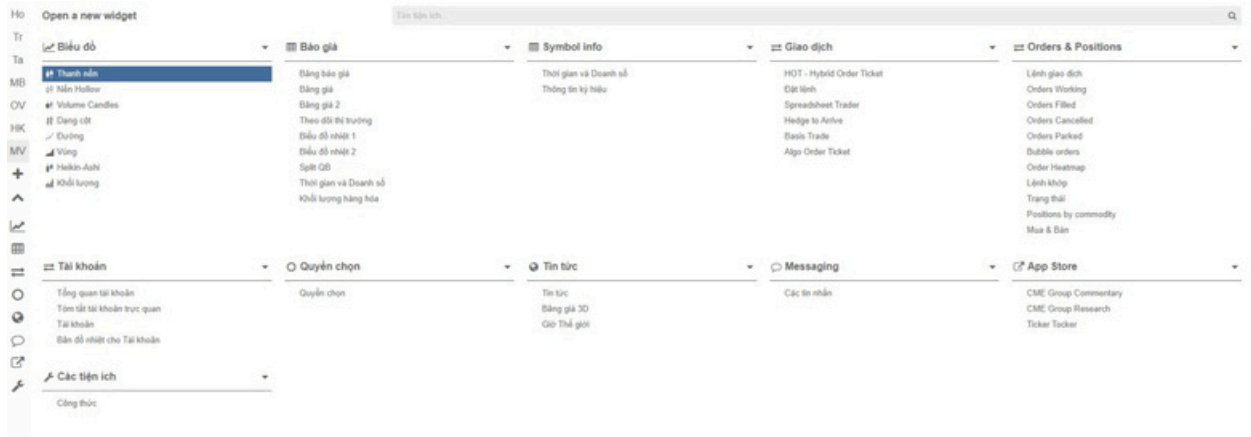 Ho
Tr
Ta
MB
OV
HK
MV
Open a new widget
Tìm tiện ích...
Biểu đồ
Thanh nến
Nến Hollow
Volume Candles
Dạng cột
Đường
Vùng
Heikin-Ashi
Khối lượng
Báo giá
Bảng báo giá
Bảng giá
Bảng giá 2
Theo dõi thị trường
Biểu đồ nhiệt 1
Biểu đồ nhiệt 2
Split QB
Thời gian và Doanh số
Khối lượng hàng hóa
Symbol info
Thời gian và Doanh số
Thông tin ký hiệu
Giao dịch
HOT - Hybrid Order Ticket
Đặt lệnh
Spreadsheet Trader
Hedge to Arrive
Basis Trade
Algo Order Ticket
Orders & Positions
Lệnh giao dịch
Orders Working
Orders Filled
Orders Cancelled
Orders Parked
Bubble orders
Order Heatmap
Lệnh khớp
Trạng thái
Positions by commodity
Mua & Bán
Tài khoản
Tổng quan tài khoản
Tóm tắt tài khoản trực quan
Tài khoản
Bản đồ nhiệt cho Tài khoản
Quyền chọn
Quyền chọn
Tin tức
Tin tức
Bảng giá 3D
Giờ Thế giới
Messaging
Các tin nhắn
App Store
CME Group Commentary
CME Group Research
Ticker Tocker
Các tiện ích
Công thức